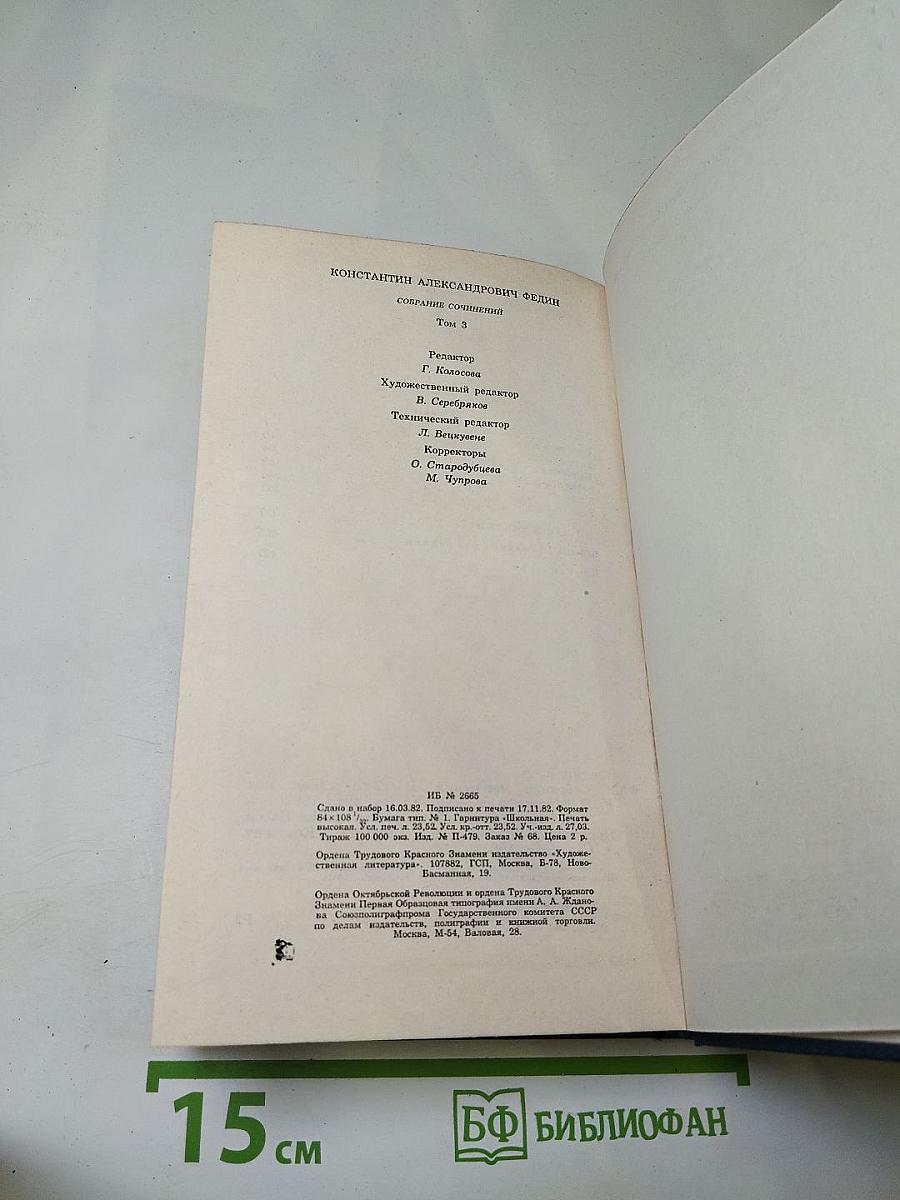 КОНСТАНТИН АЛЕКСАНДРОВИЧ ФЕДИН
СОБРАНИЕ СОЧИНЕНИЙ
Том 3
Редактор
Г. Колосова
Художественный редактор
В. Серебряков
Технический редактор
Л. Вецкувене
Корректоры
О. Стародубцева
М. Чупрова
ИБ № 2665
Сдано в набор 16.03.82. Подписано к печати 17.11.82. Формат
84×108 Бумага тип. № 1. Гарнитура «Школьная». Печать
высокая. Усл. печ. л. 23,52. Усл. кр.-отт. 23,52. Уч.-изд. л. 27,03.
Тираж 100 000 экз. Изд. № П-479. Заказ № 68. Цена 2 р.
Ордена Трудового Красного Знамени издательство «Художе-
ственная литература». 107882, ГСП, Москва, Б-78, Ново-
Басманная, 19.
Ордена Октябрьской Революции и ордена Трудового Красного
Знамени Первая Образцовая типография имени А. А. Ждано-
ва Союзполиграфпрома Государственного комитета СССР
по делам издательств, полиграфии и книжной торговли.
Москва, М-54, Валовая, 28.
15 см
БФ БИБЛИОФАН